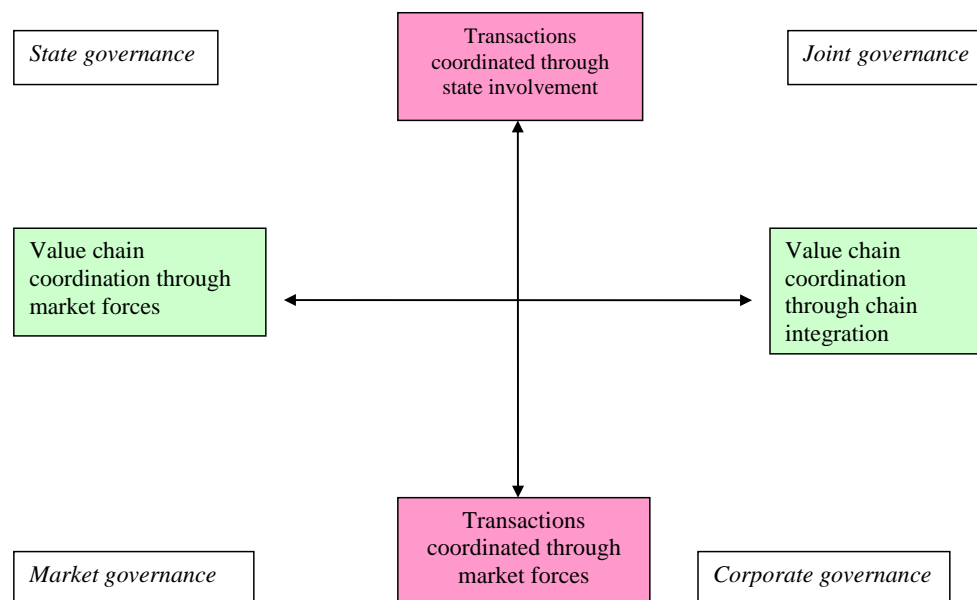 State governance
Transactions
coordinated through
state involvement
Joint governance
Value chain
coordination through
market forces
Value chain
coordination
through chain
integration
Market governance
Transactions
coordinated through
market forces
Corporate governance